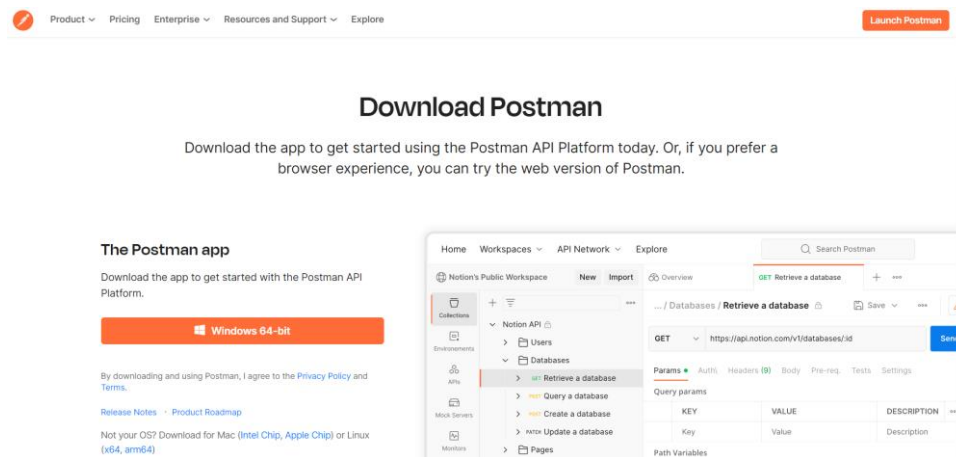 Product Pricing Enterprise Resources and Support Explore Launch Postman
Download Postman
Download the app to get started using the Postman API Platform today. Or, if you prefer a
browser experience, you can try the web version of Postman.
The Postman app
Download the app to get started with the Postman API
Platform.
Windows 64-bit
By downloading and using Postman, I agree to the Privacy Policy and
Terms.
Release Notes · Product Roadmap
Not your OS? Download for Mac (Intel Chip, Apple Chip) or Linux
(x64, arm64)
Home Workspaces API Network Explore Search Postman
Notion's Public Workspace New Import Overview GET Retrieve a database
Collections
... / Databases / Retrieve a database Save
Notion API
Environements
Users
GET https://api.notion.com/v1/databases/:id Send
Databases
APIs
GET Retrieve a database
Params Auth. Headers (9) Body Pre-req. Tests Settings
POST Query a database
Query params
Mock Servers
POST Create a database
KEY VALUE DESCRIPTION
PATCH Update a database
Key Value Description
Monitors
Pages
Path Variables